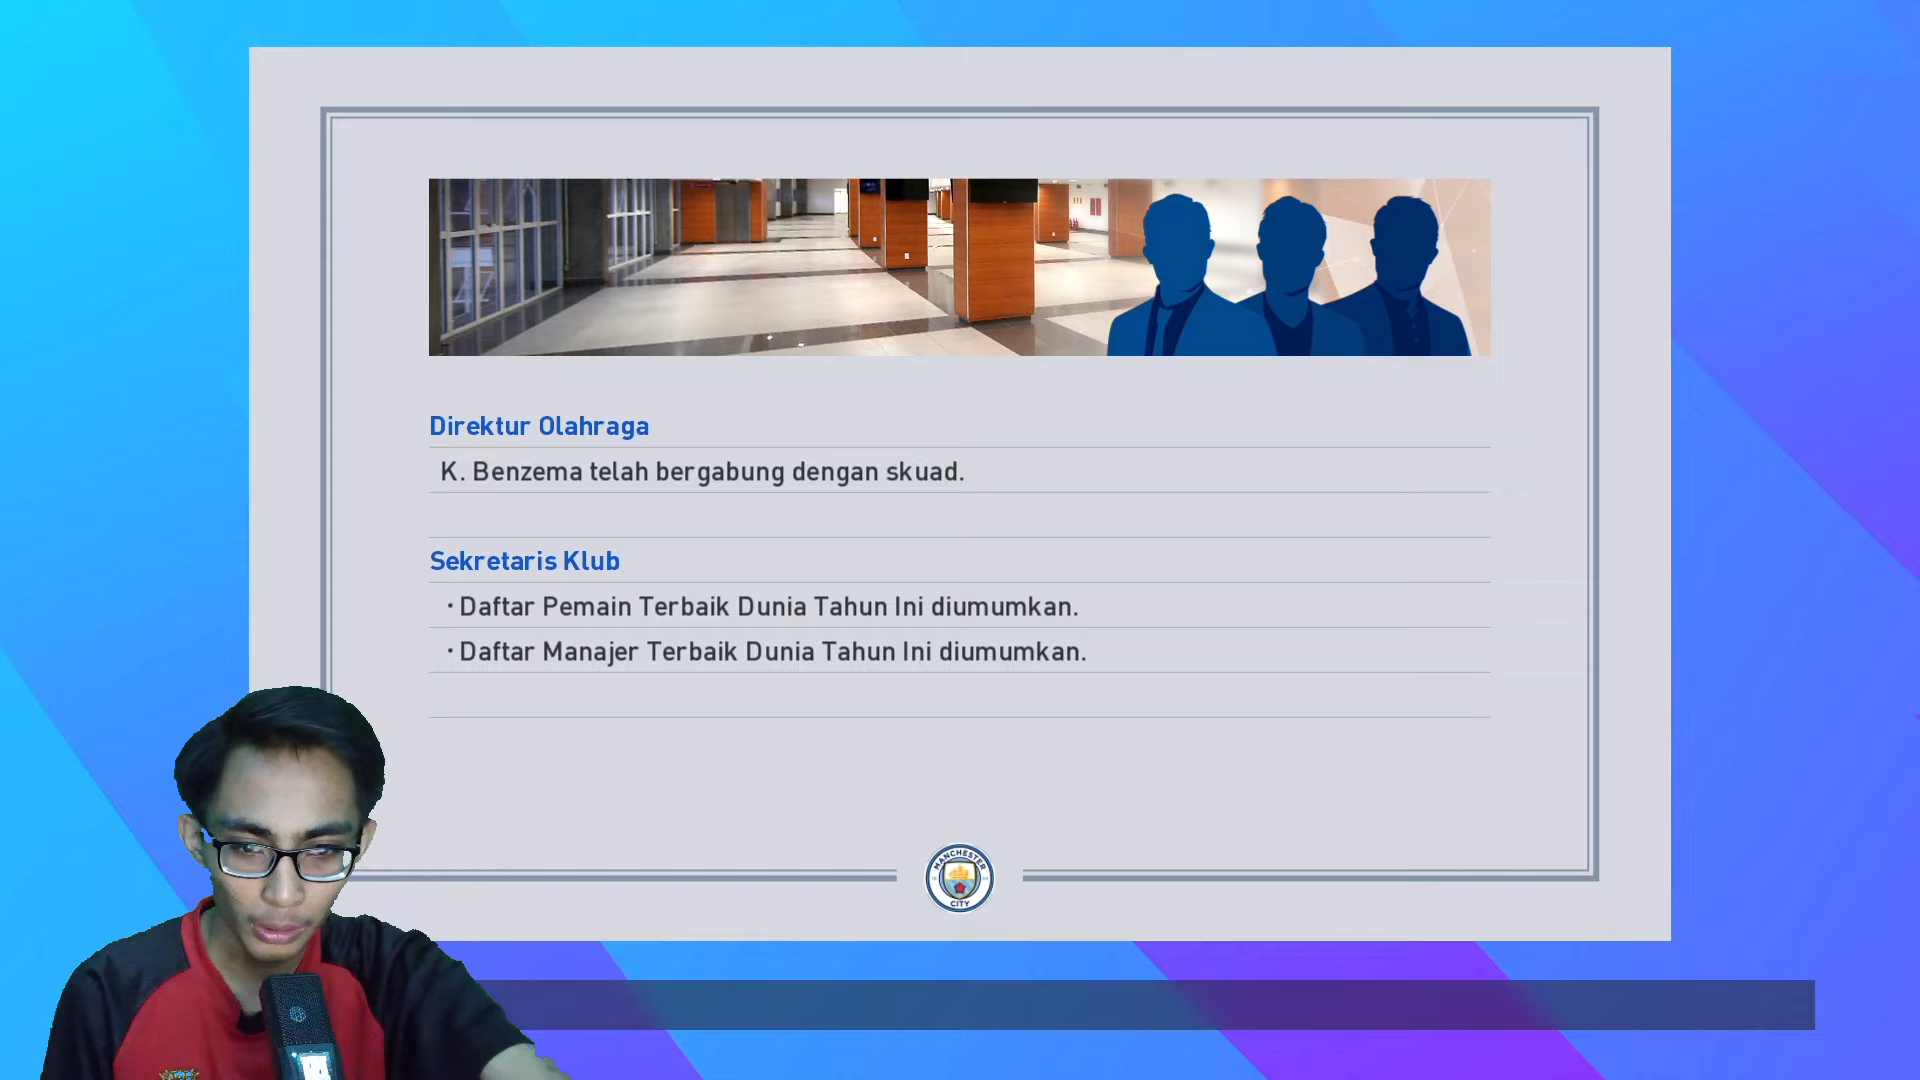 Direktur Olahraga
K. Benzema telah bergabung dengan skuad.
Sekretaris Klub
・Daftar Pemain Terbaik Dunia Tahun Ini diumumkan.
・Daftar Manajer Terbaik Dunia Tahun Ini diumumkan.
MANCHESTER
CITY